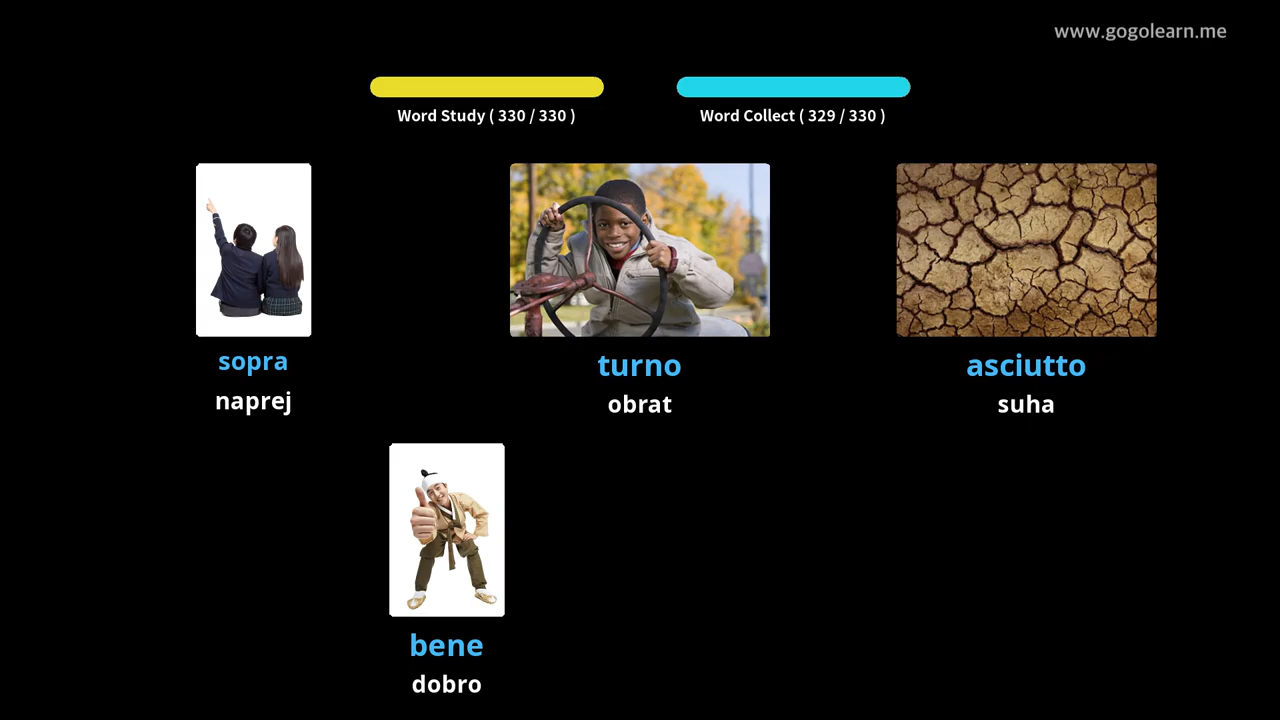 www.gogolearn.me
Word Study ( 330 / 330 )
Word Collect ( 329 / 330 )
sopra
naprej
turno
obrat
asciutto
suha
bene
dobro